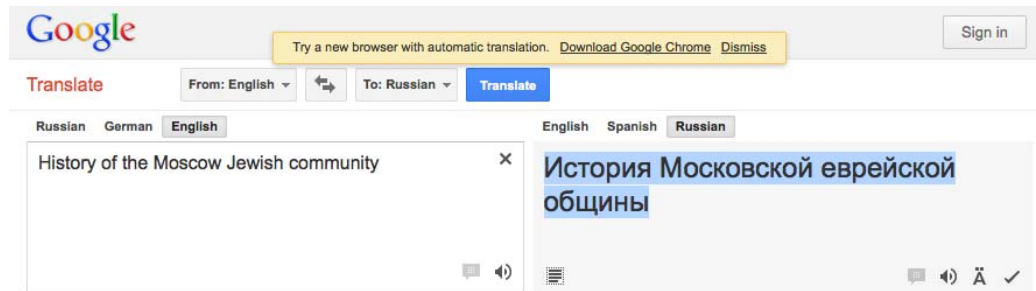 Google
Try a new browser with automatic translation. Download Google Chrome Dismiss
Sign in
Translate
From: English
To: Russian
Translate
Russian German English
English Spanish Russian
History of the Moscow Jewish community
История Московской еврейской
общины
Ä